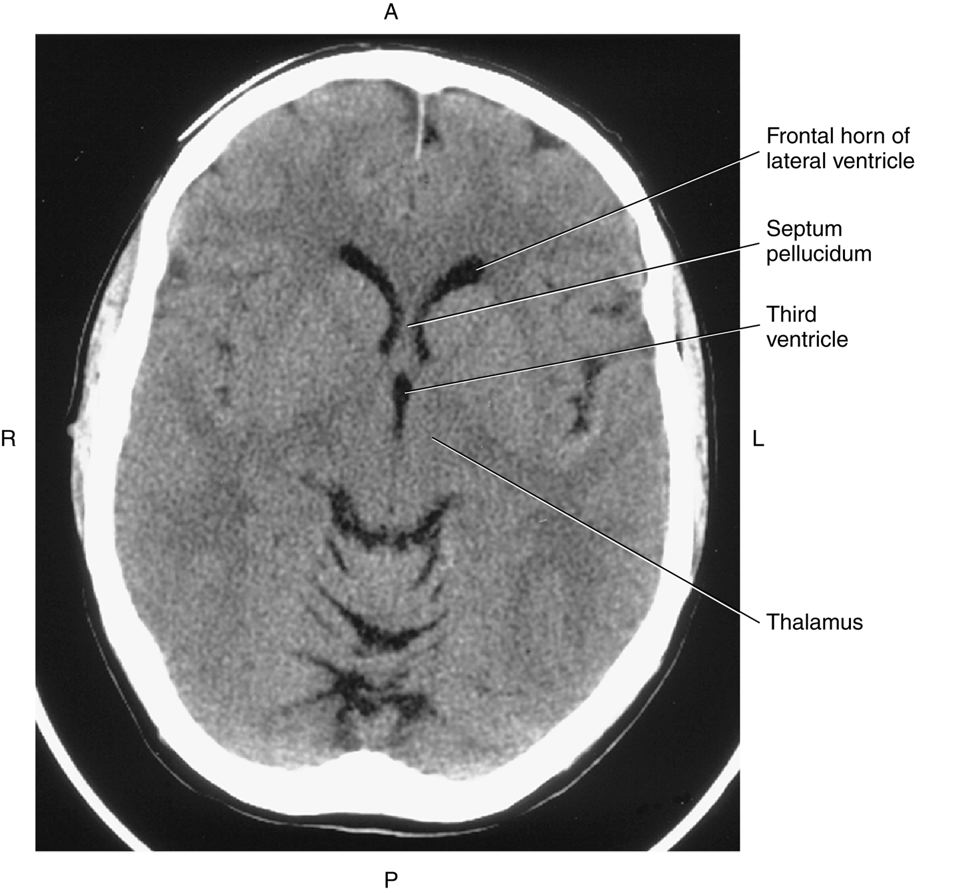 A
Frontal horn of
lateral ventricle
Septum
pellucidum
Third
ventricle
R
L
Thalamus
P